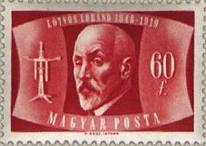 EÖTVÖS LORÁND 1848-1919
60
f.
MAGYAR POSTA